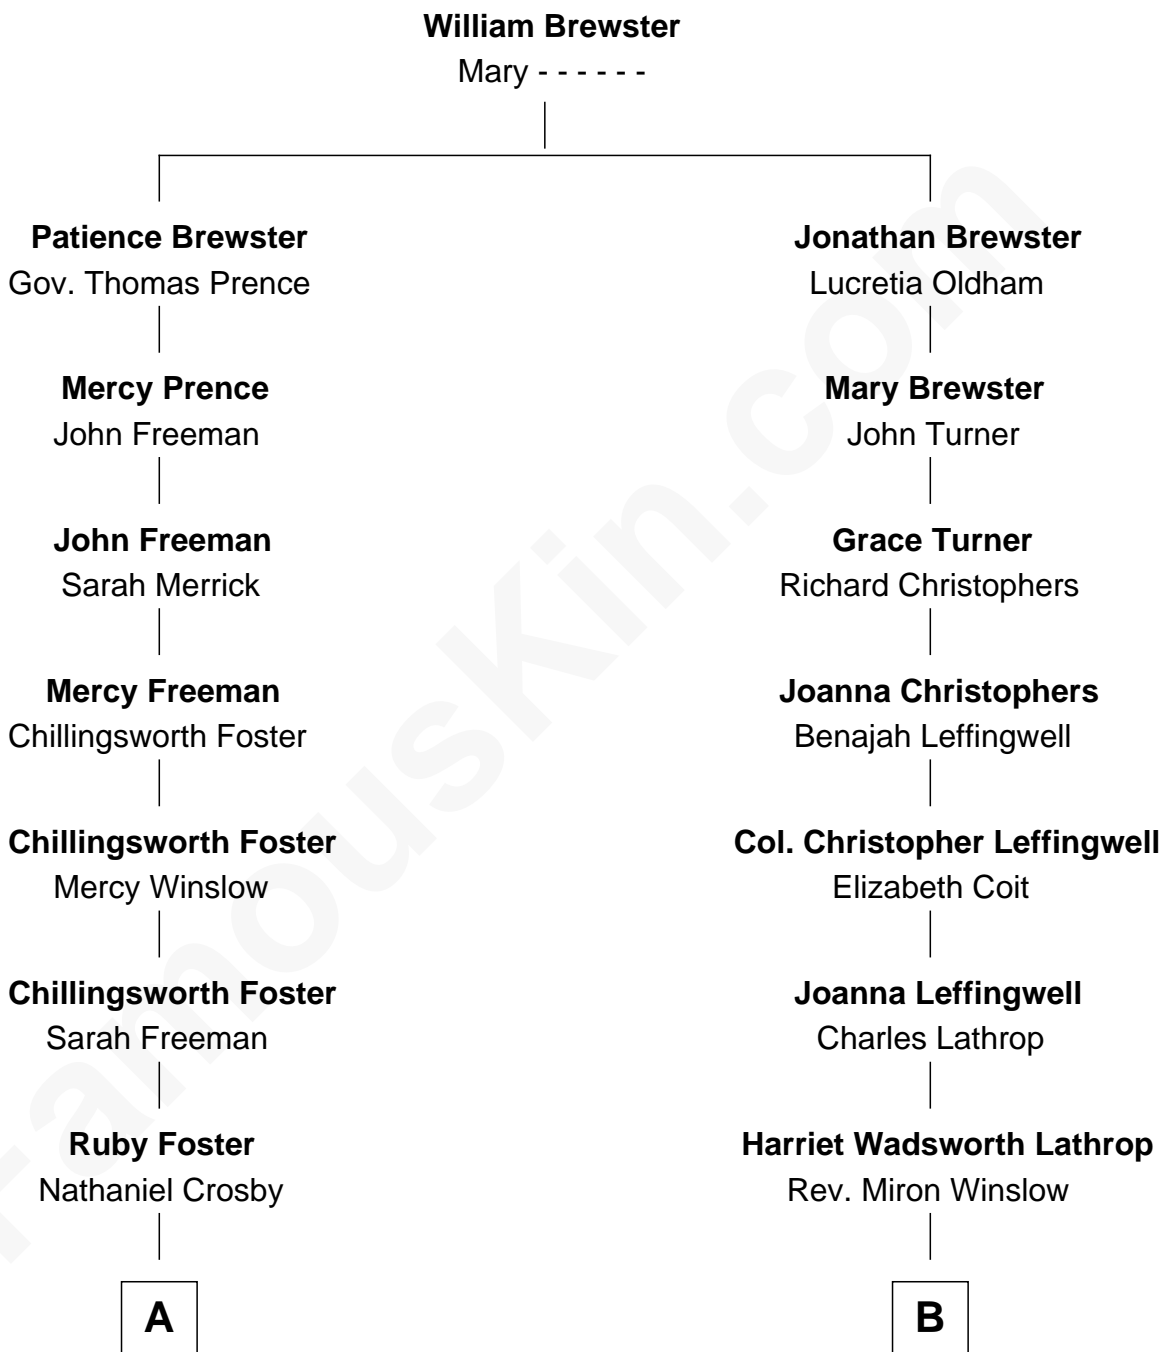 William Brewster
Mary - - - - - -
Patience Brewster
Gov. Thomas Prence
Jonathan Brewster
Lucretia Oldham
Mercy Prence
John Freeman
Mary Brewster
John Turner
John Freeman
Sarah Merrick
Grace Turner
Richard Christophers
Mercy Freeman
Chillingsworth Foster
Joanna Christophers
Benajah Leffingwell
Chillingsworth Foster
Mercy Winslow
Col. Christopher Leffingwell
Elizabeth Coit
Chillingsworth Foster
Sarah Freeman
Joanna Leffingwell
Charles Lathrop
Ruby Foster
Nathaniel Crosby
Harriet Wadsworth Lathrop
Rev. Miron Winslow
A
B
FamousKin.com